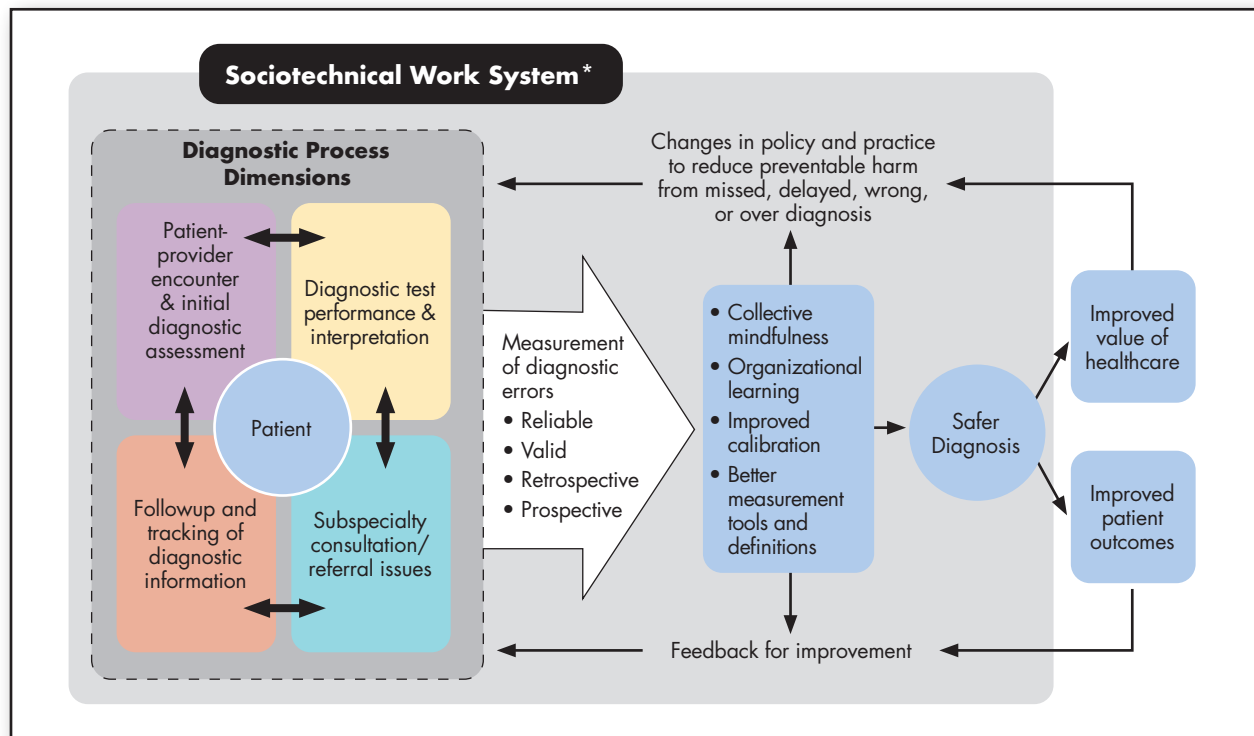 Sociotechnical Work System*
Diagnostic Process
Dimensions
Patient-
provider
encounter
& initial
diagnostic
assessment
Diagnostic test
performance &
interpretation
Patient
Followup and
tracking of
diagnostic
information
Subspecialty
consultation/
referral issues
Measurement
of diagnostic
errors
• Reliable
• Valid
• Retrospective
• Prospective
Changes in policy and practice
to reduce preventable harm
from missed, delayed, wrong,
or over diagnosis
• Collective
mindfulness
• Organizational
learning
• Improved
calibration
• Better
measurement
tools and
definitions
Feedback for improvement
Safer
Diagnosis
Improved
value of
healthcare
Improved
patient
outcomes